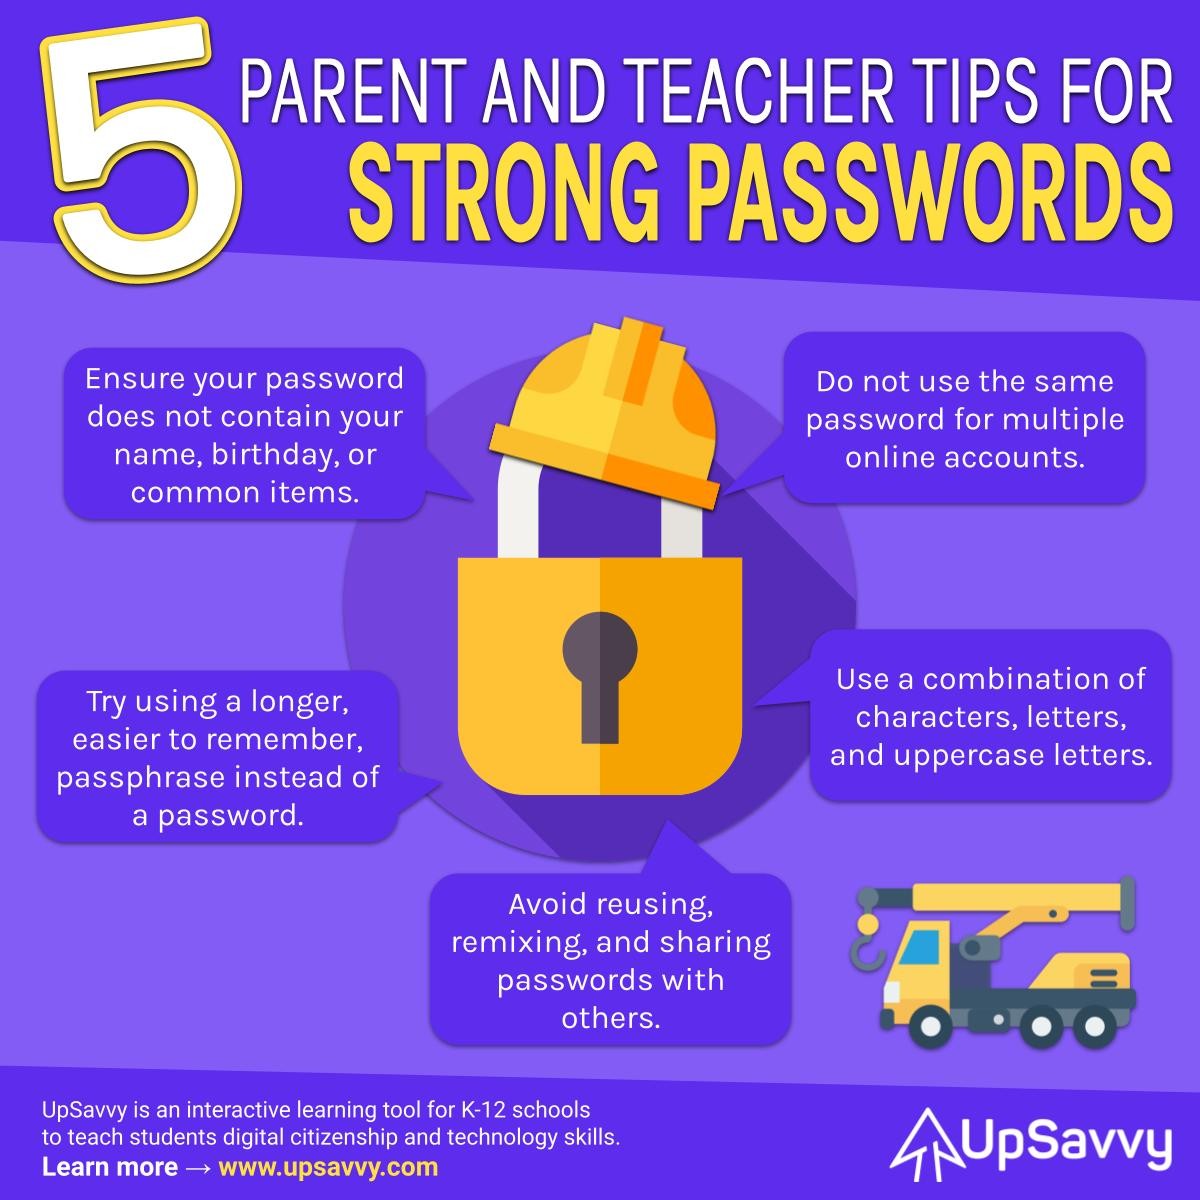 5 PARENT AND TEACHER TIPS FOR
STRONG PASSWORDS
Ensure your password
does not contain your
name, birthday, or
common items.
Do not use the same
password for multiple
online accounts.
Try using a longer,
easier to remember,
passphrase instead of
a password.
Use a combination of
characters, letters,
and uppercase letters.
Avoid reusing,
remixing, and sharing
passwords with
others.
UpSavvy is an interactive learning tool for K-12 schools
to teach students digital citizenship and technology skills.
Learn more → www.upsavvy.com
UpSavvy